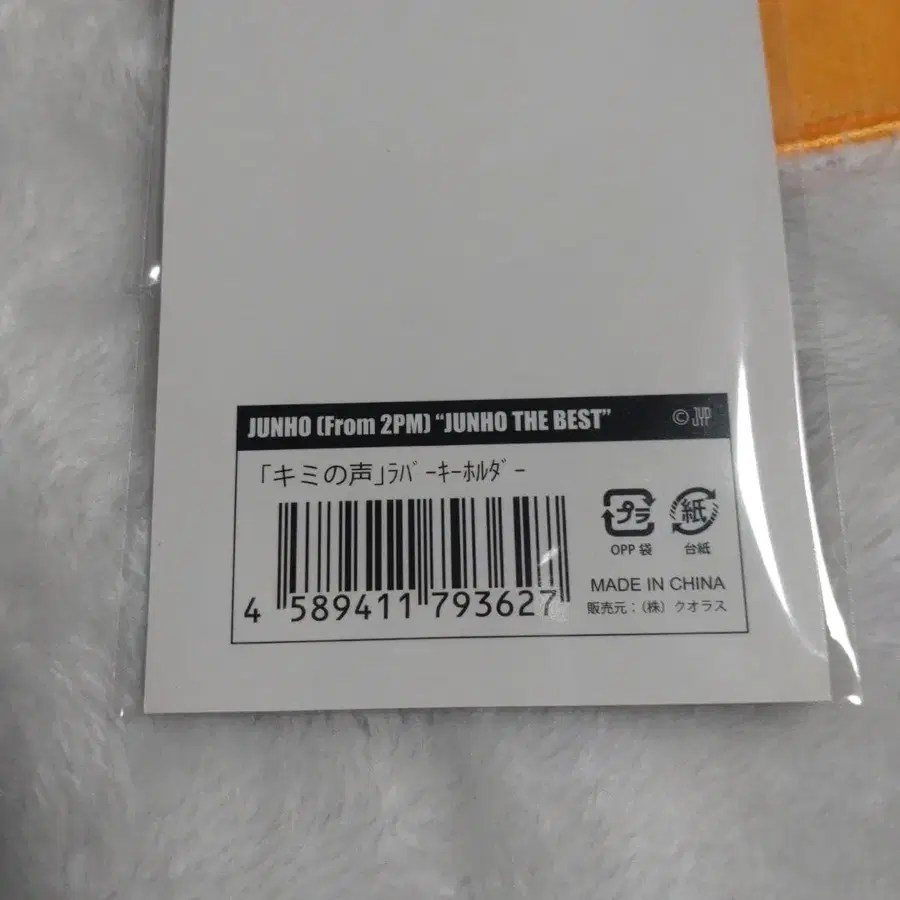 JUNHO (From 2PM) “JUNHO THE BEST” © JYP
「キミの声」ﾗﾊﾞｰｷｰﾎﾙﾀﾞｰ
プラ 紙
OPP 袋 台紙
MADE IN CHINA
販売元：（株）クオラス
4 589411 793627